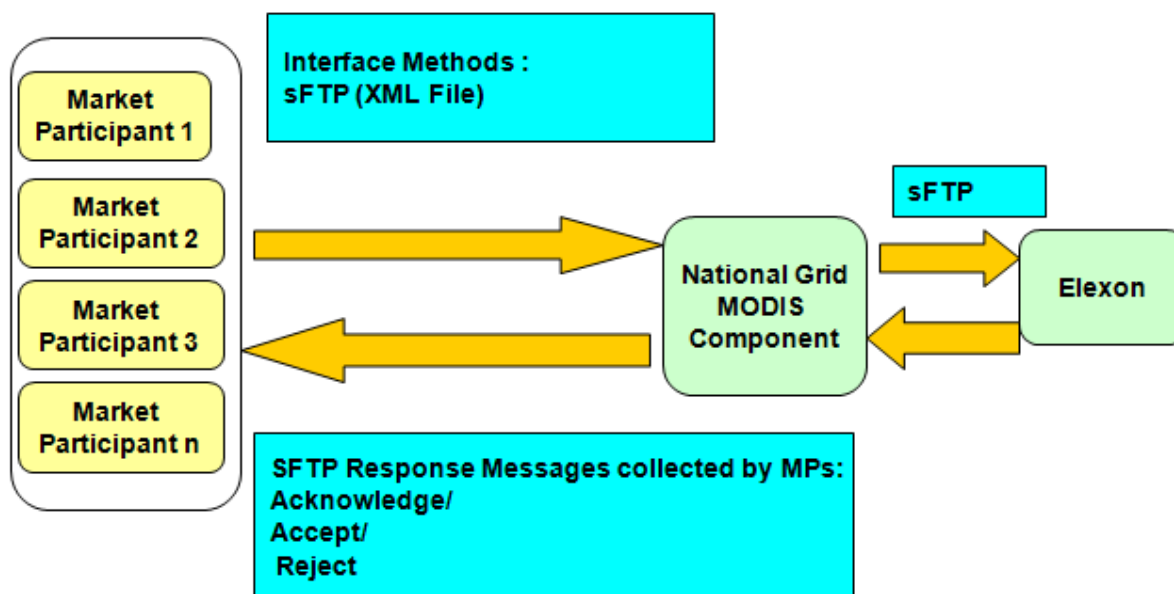 Interface Methods :
sFTP (XML File)
Market
Participant 1
Market
Participant 2
Market
Participant 3
Market
Participant n
sFTP
National Grid
MODIS
Component
Elexon
SFTP Response Messages collected by MPs:
Acknowledge/
Accept/
Reject